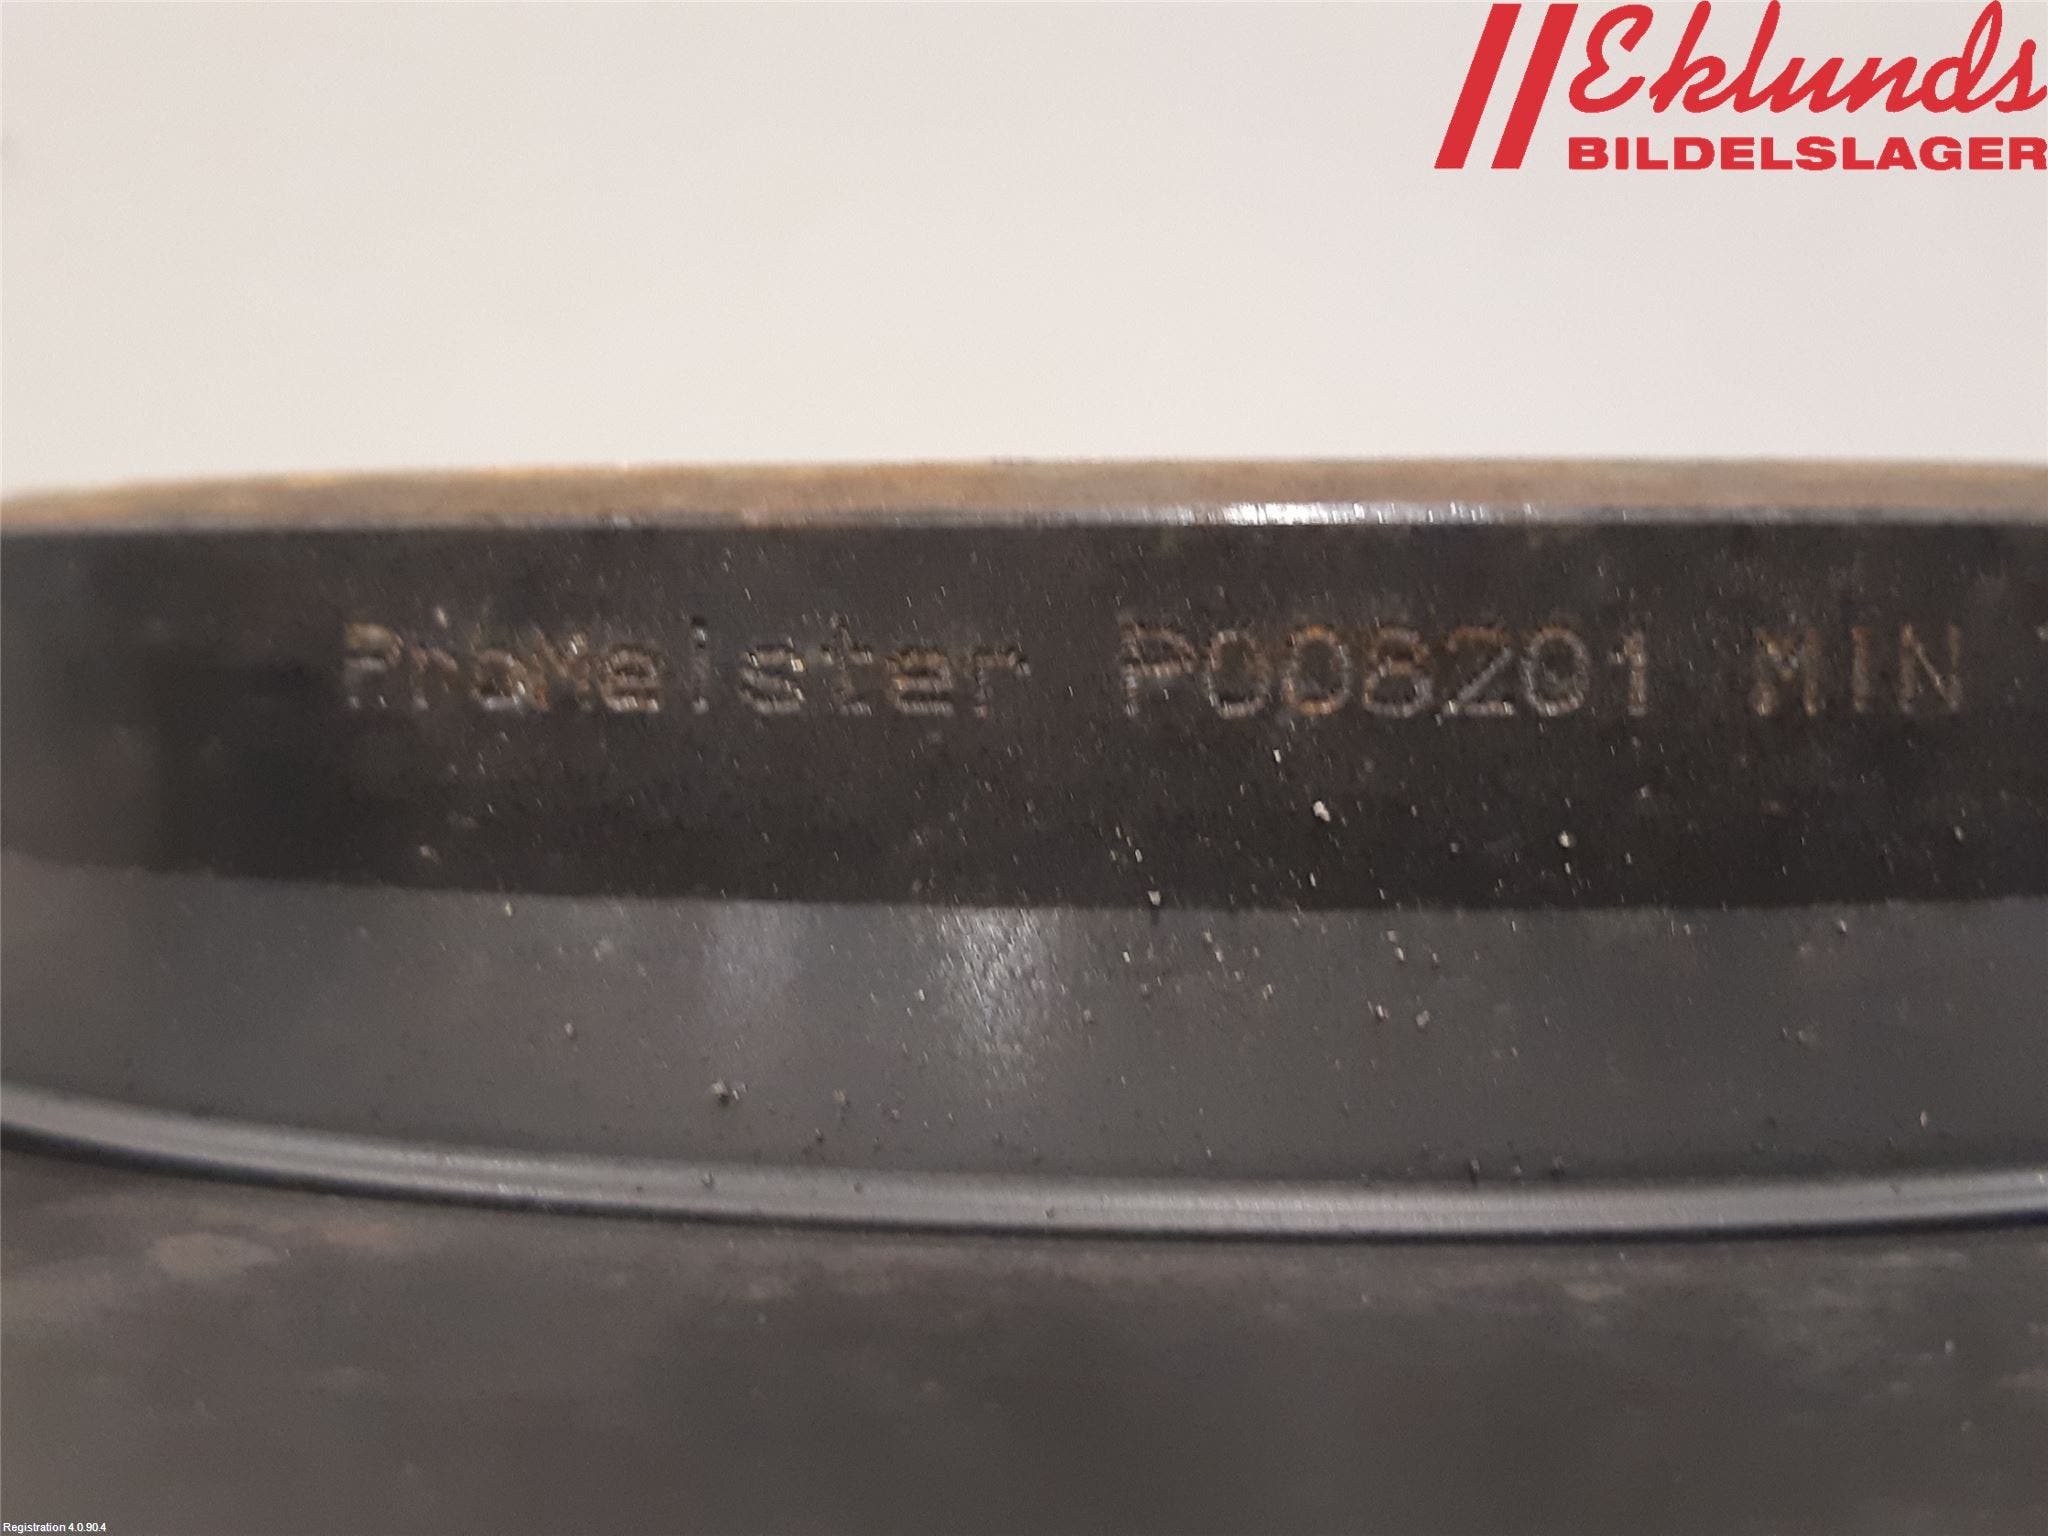 Eklunds
BILDELSLAGER
ProMeister P008201 MIN
Registration 4.0.90.4